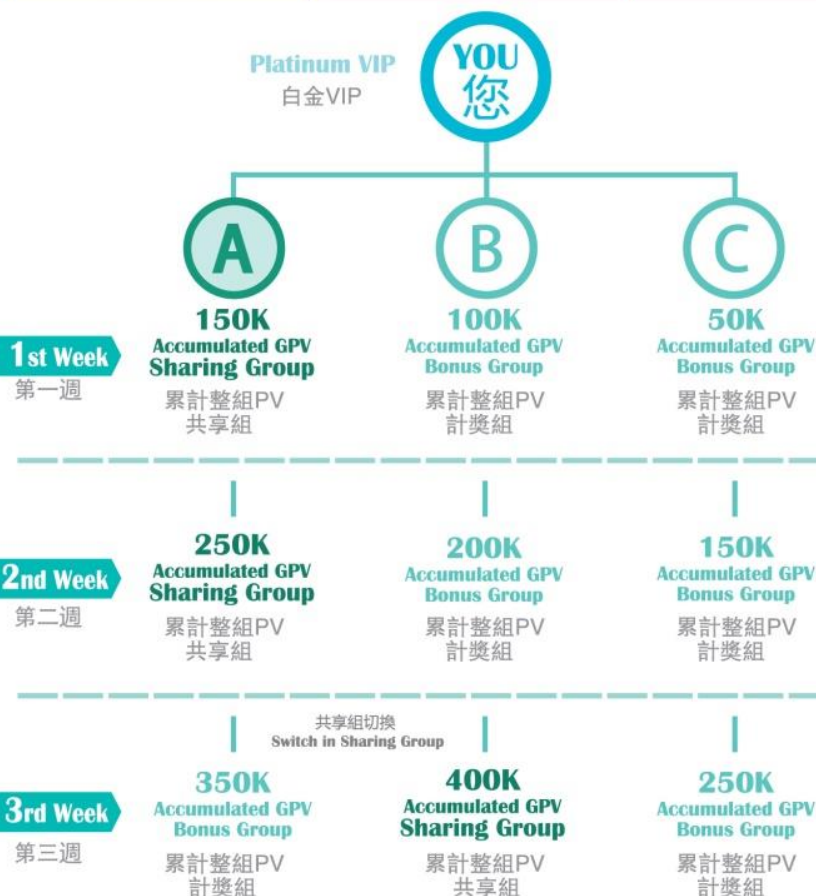 YOU
您
Platinum VIP
白金VIP
A
B
C
1st Week
第一週
150K
Accumulated GPV
Sharing Group
累計整組PV
共享組
100K
Accumulated GPV
Bonus Group
累計整組PV
計獎組
50K
Accumulated GPV
Bonus Group
累計整組PV
計獎組
2nd Week
第二週
250K
Accumulated GPV
Sharing Group
累計整組PV
共享組
200K
Accumulated GPV
Bonus Group
累計整組PV
計獎組
150K
Accumulated GPV
Bonus Group
累計整組PV
計獎組
共享組切換
Switch in Sharing Group
3rd Week
第三週
350K
Accumulated GPV
Bonus Group
累計整組PV
計獎組
400K
Accumulated GPV
Sharing Group
累計整組PV
共享組
250K
Accumulated GPV
Bonus Group
累計整組PV
計獎組